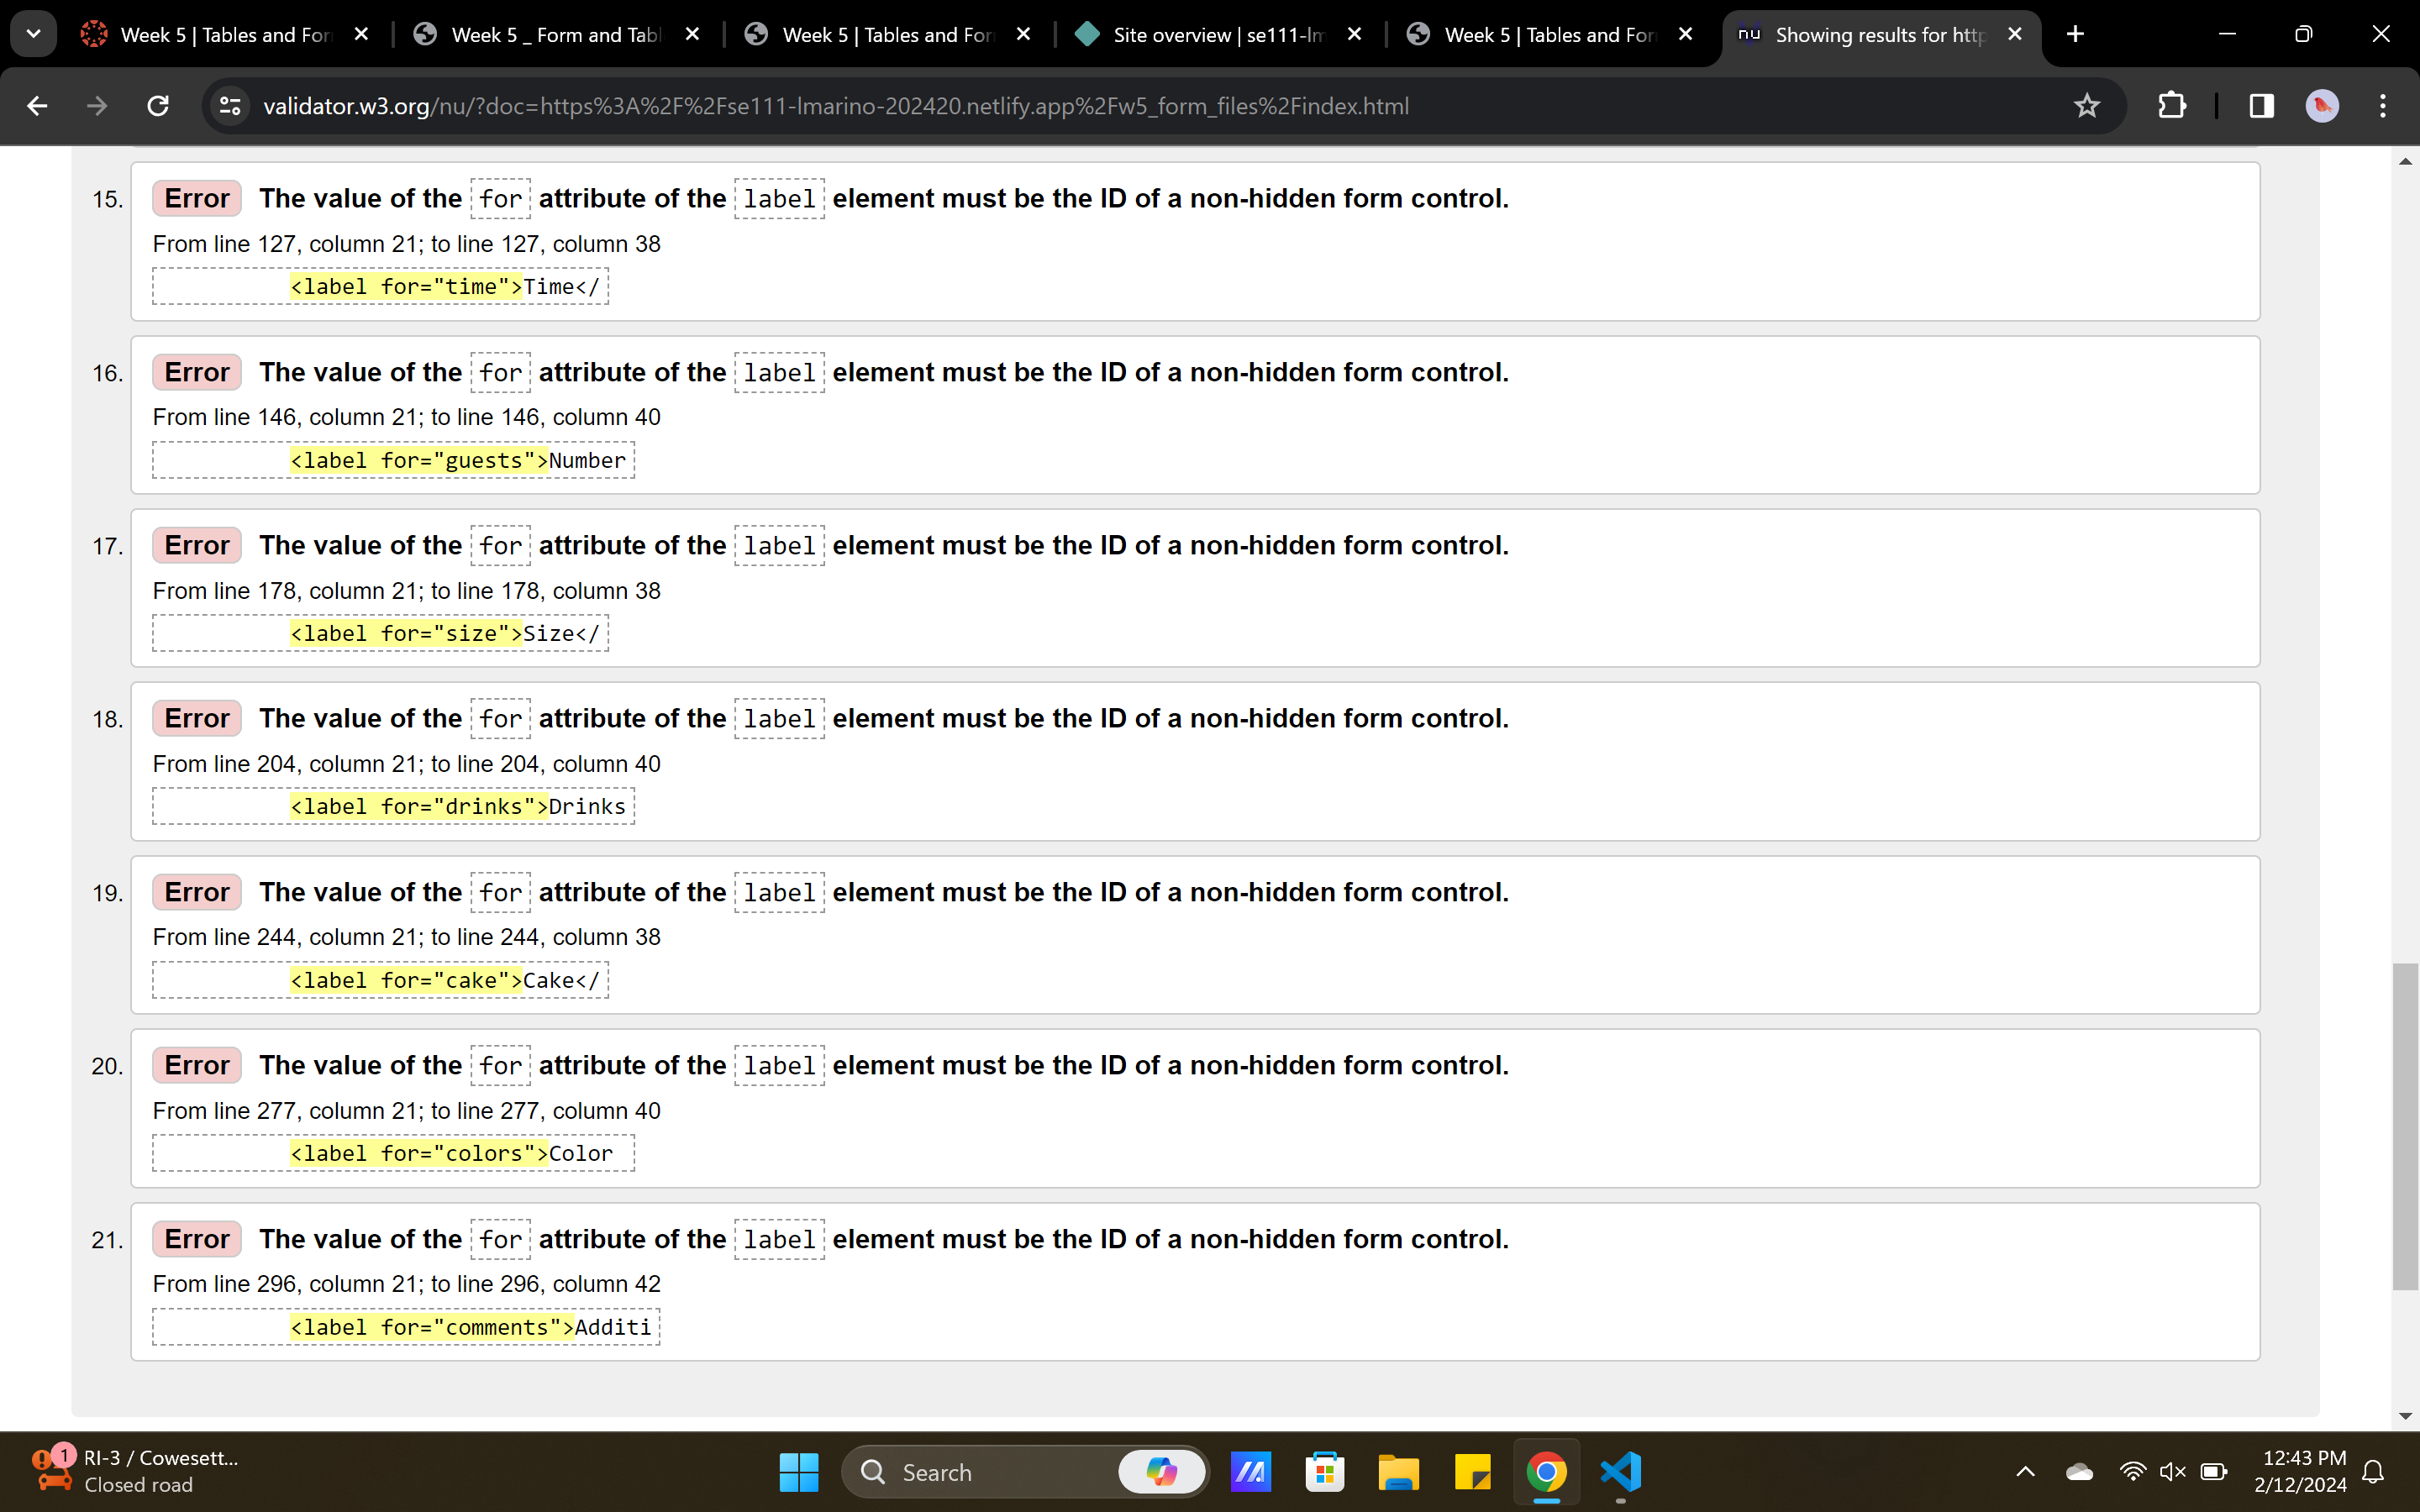 Week 5 | Tables and For
Week 5 _ Form and Tabl
Week 5 | Tables and For
Site overview | se111-lm
Week 5 | Tables and For
nu Showing results for http
validator.w3.org/nu/?doc=https%3A%2F%2Fse111-lmarino-202420.netlify.app%2Fw5_form_files%2Findex.html
15. Error The value of the for attribute of the label element must be the ID of a non-hidden form control.
From line 127, column 21; to line 127, column 38
<label for="time">Time</
16. Error The value of the for attribute of the label element must be the ID of a non-hidden form control.
From line 146, column 21; to line 146, column 40
<label for="guests">Number
17. Error The value of the for attribute of the label element must be the ID of a non-hidden form control.
From line 178, column 21; to line 178, column 38
<label for="size">Size</
18. Error The value of the for attribute of the label element must be the ID of a non-hidden form control.
From line 204, column 21; to line 204, column 40
<label for="drinks">Drinks
19. Error The value of the for attribute of the label element must be the ID of a non-hidden form control.
From line 244, column 21; to line 244, column 38
<label for="cake">Cake</
20. Error The value of the for attribute of the label element must be the ID of a non-hidden form control.
From line 277, column 21; to line 277, column 40
<label for="colors">Color
21. Error The value of the for attribute of the label element must be the ID of a non-hidden form control.
From line 296, column 21; to line 296, column 42
<label for="comments">Additi
1
RI-3 / Cowesett...
Closed road
Search
12:43 PM
2/12/2024